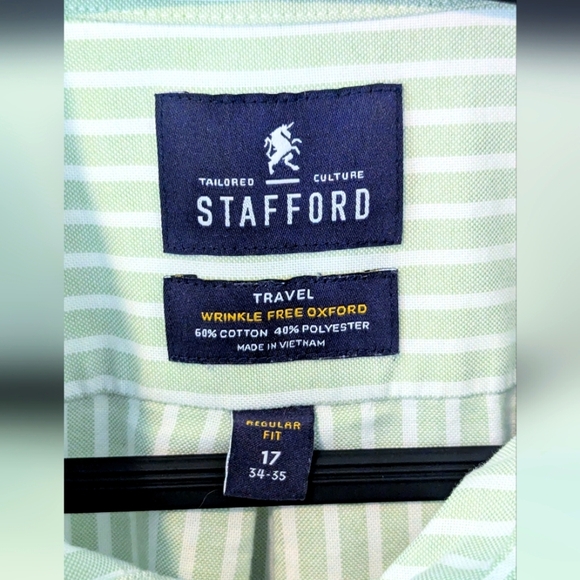 TAILORED CULTURE
STAFFORD
TRAVEL
WRINKLE FREE OXFORD
60% COTTON 40% POLYESTER
MADE IN VIETNAM
REGULAR
FIT
17
34-35